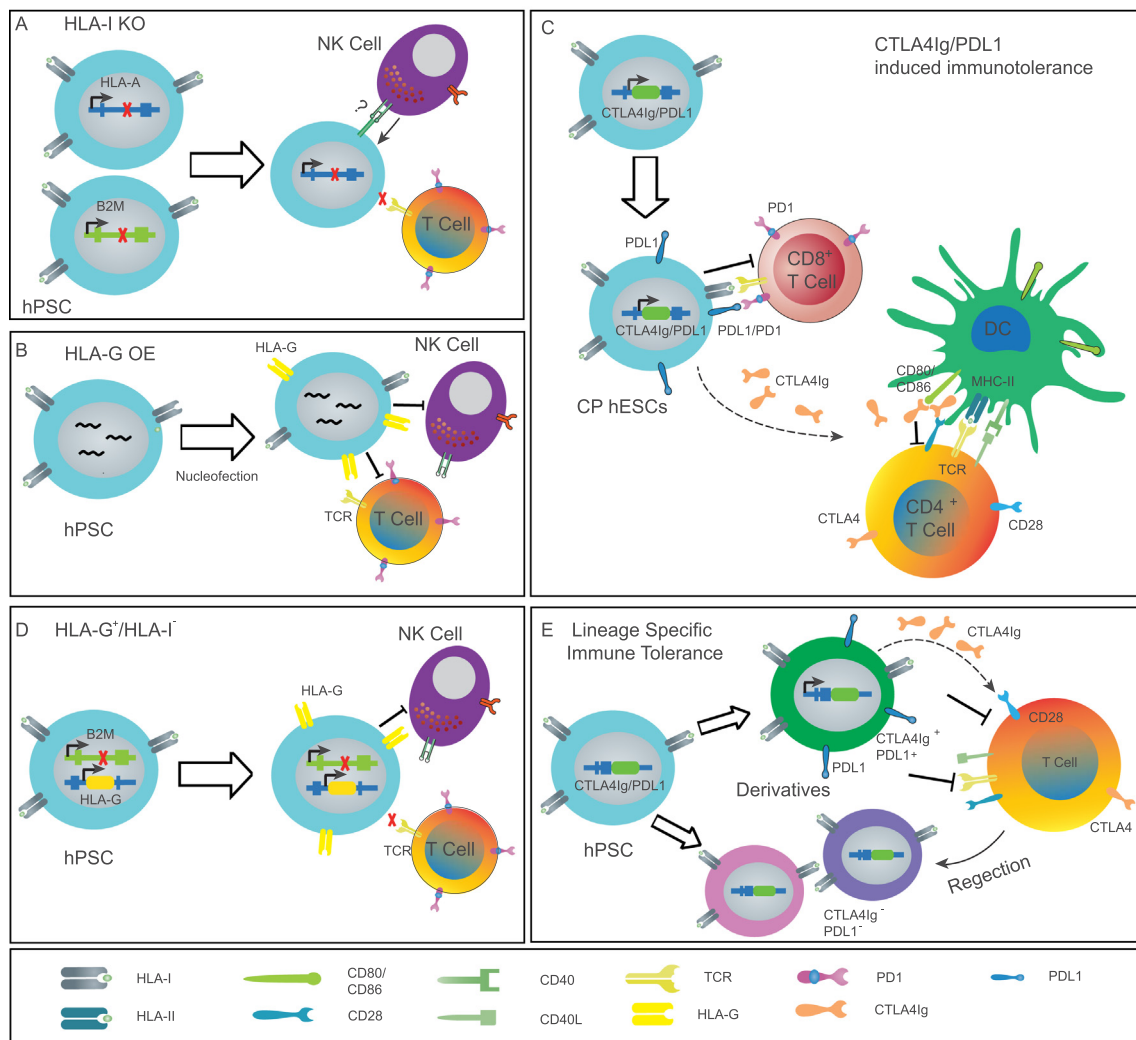 A
HLA-I KO
NK Cell
HLA-A
?
B2M
T Cell
hPSC
B
HLA-G OE
HLA-G
NK Cell
Nucleofection
TCR
T Cell
hPSC
C
CTLA4Ig/PDL1
induced immunotolerance
CTLA4Ig/PDL1
PD1
PDL1
CD8+
T Cell
CTLA4Ig/PDL1
PDL1/PD1
DC
CTLA4Ig
CD80/
CD86
MHC-II
CP hESCs
TCR
CTLA4
CD4 +
T Cell
CD28
D
HLA-G+/HLA-I-
NK Cell
HLA-G
B2M
HLA-G
TCR
T Cell
hPSC
E
Lineage Specific
Immune Tolerance
CTLA4Ig
CD28
CTLA4Ig +
PDL1+
PDL1
T Cell
CTLA4Ig/PDL1
Derivatives
CTLA4
hPSC
Regection
CTLA4Ig -
PDL1-
HLA-I
CD80/
CD86
CD40
TCR
PD1
PDL1
HLA-II
CD28
CD40L
HLA-G
CTLA4Ig